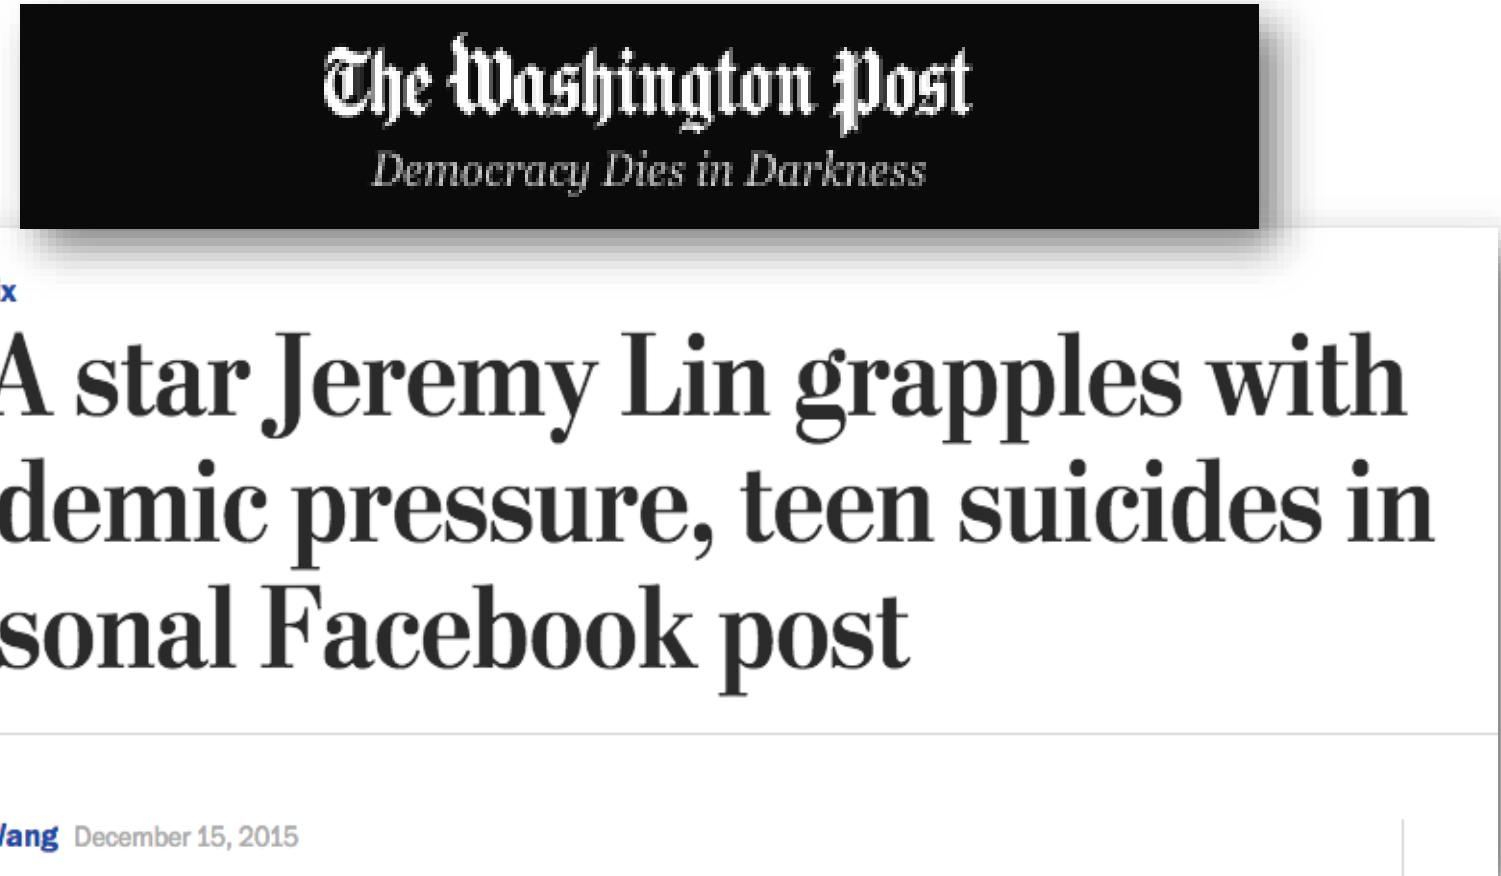 The Washington Post
Democracy Dies in Darkness
x
A star Jeremy Lin grapples with
demic pressure, teen suicides in
sonal Facebook post
Wang December 15, 2015